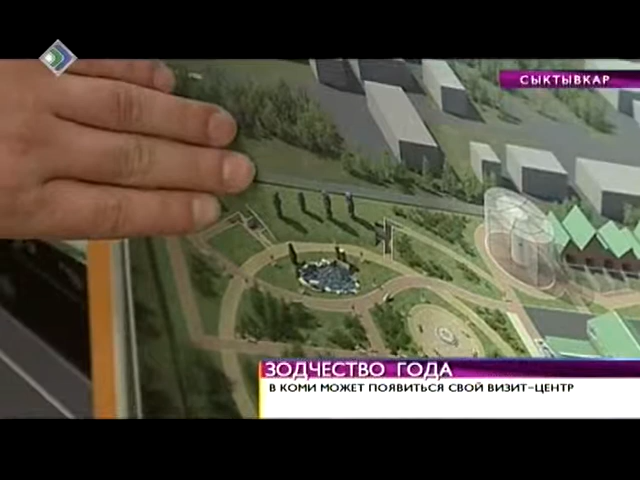 СЫКТЫВКАР
ЗОДЧЕСТВО ГОДА
В КОМИ МОЖЕТ ПОЯВИТЬСЯ СВОЙ ВИЗИТ-ЦЕНТР